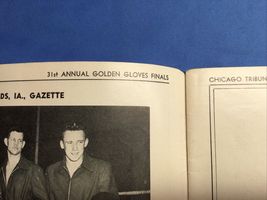 31st ANNUAL GOLDEN GLOVES FINALS
DS, IA., GAZETTE
CHICAGO TRIBUN